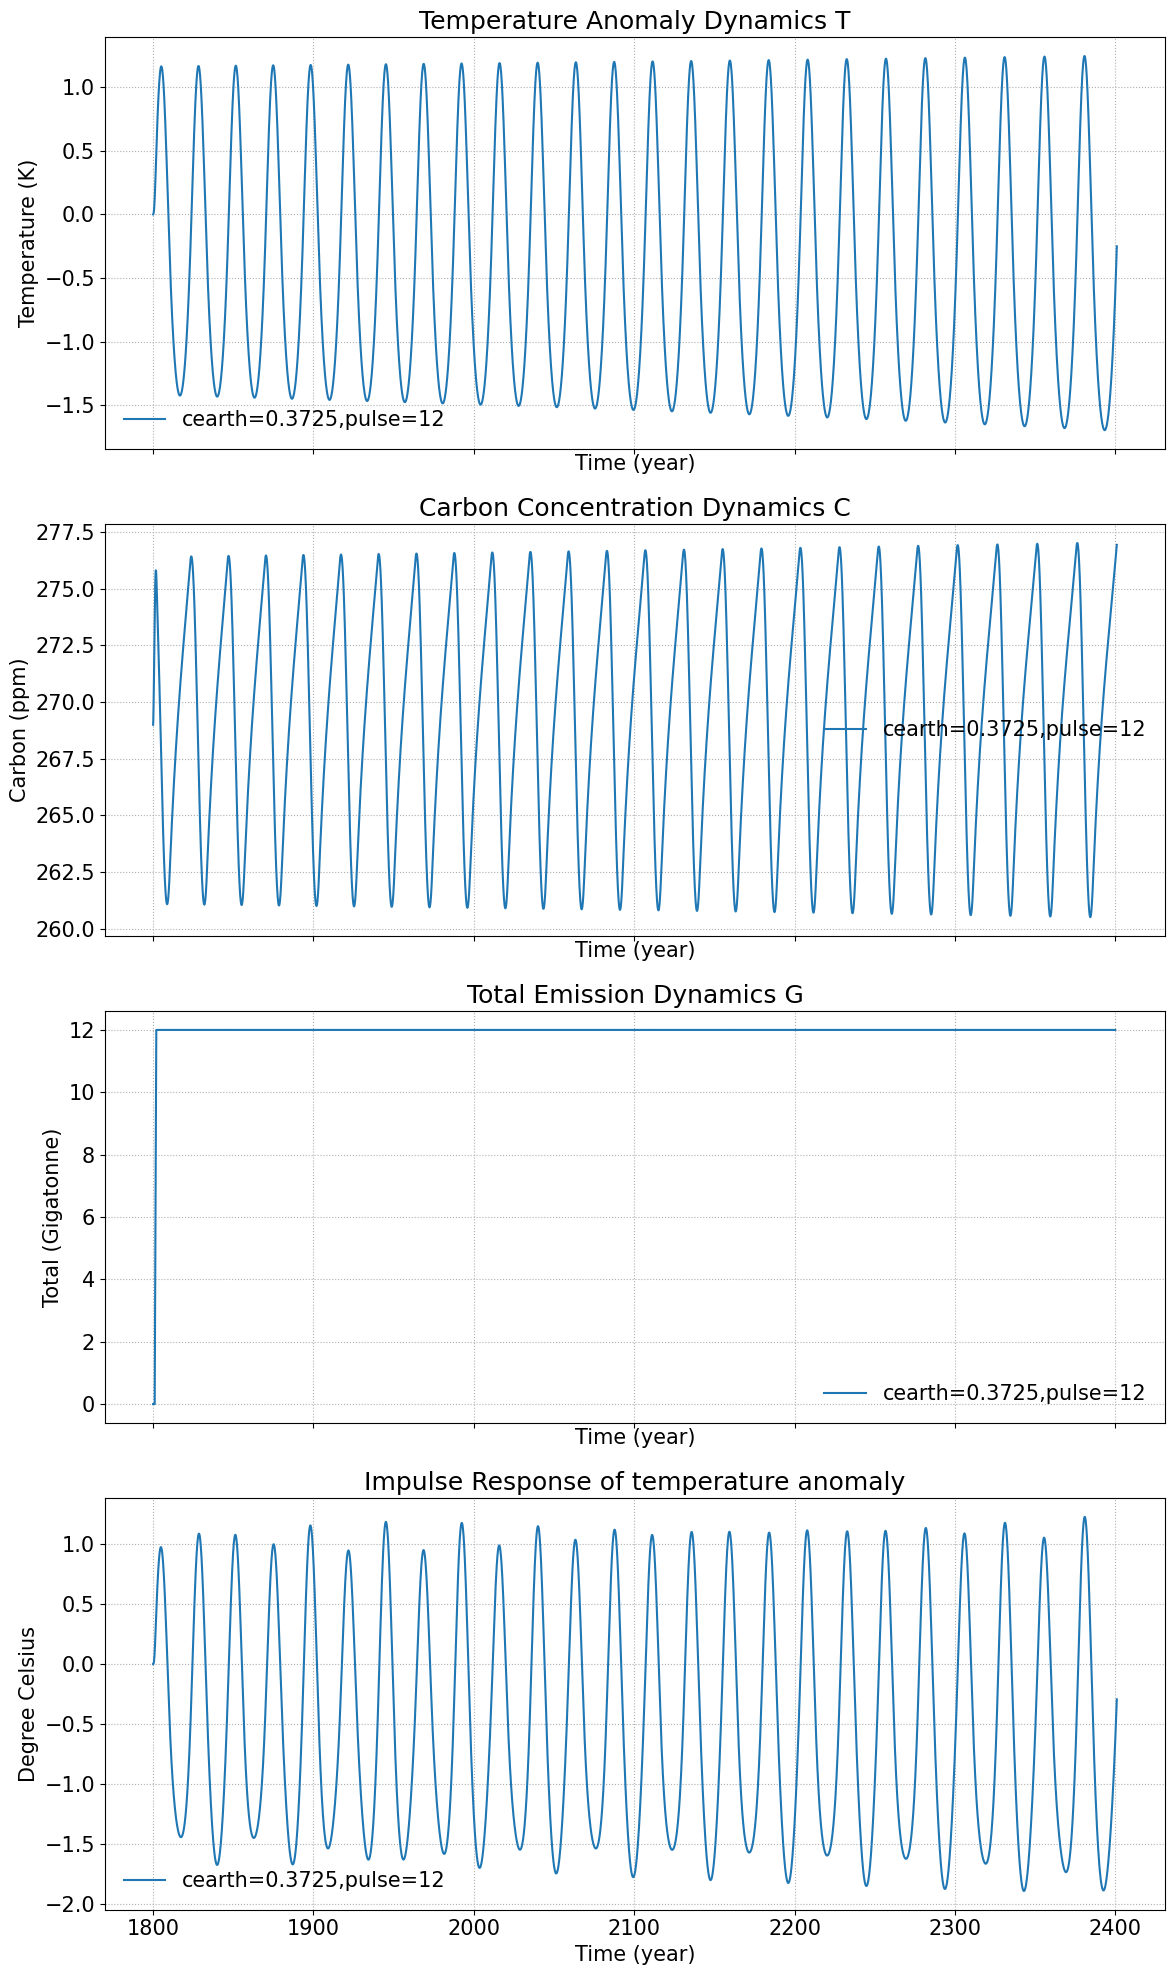 Temperature Anomaly Dynamics T
1.0
0.5
0.0
−0.5
−1.0
−1.5
Temperature (K)
cearth=0.3725,pulse=12
Time (year)
Carbon Concentration Dynamics C
277.5
275.0
272.5
270.0
267.5
265.0
262.5
260.0
Carbon (ppm)
cearth=0.3725,pulse=12
Time (year)
Total Emission Dynamics G
12
10
8
6
4
2
0
Total (Gigatonne)
cearth=0.3725,pulse=12
Time (year)
Impulse Response of temperature anomaly
1.0
0.5
0.0
−0.5
−1.0
−1.5
−2.0
Degree Celsius
cearth=0.3725,pulse=12
1800 1900 2000 2100 2200 2300 2400
Time (year)